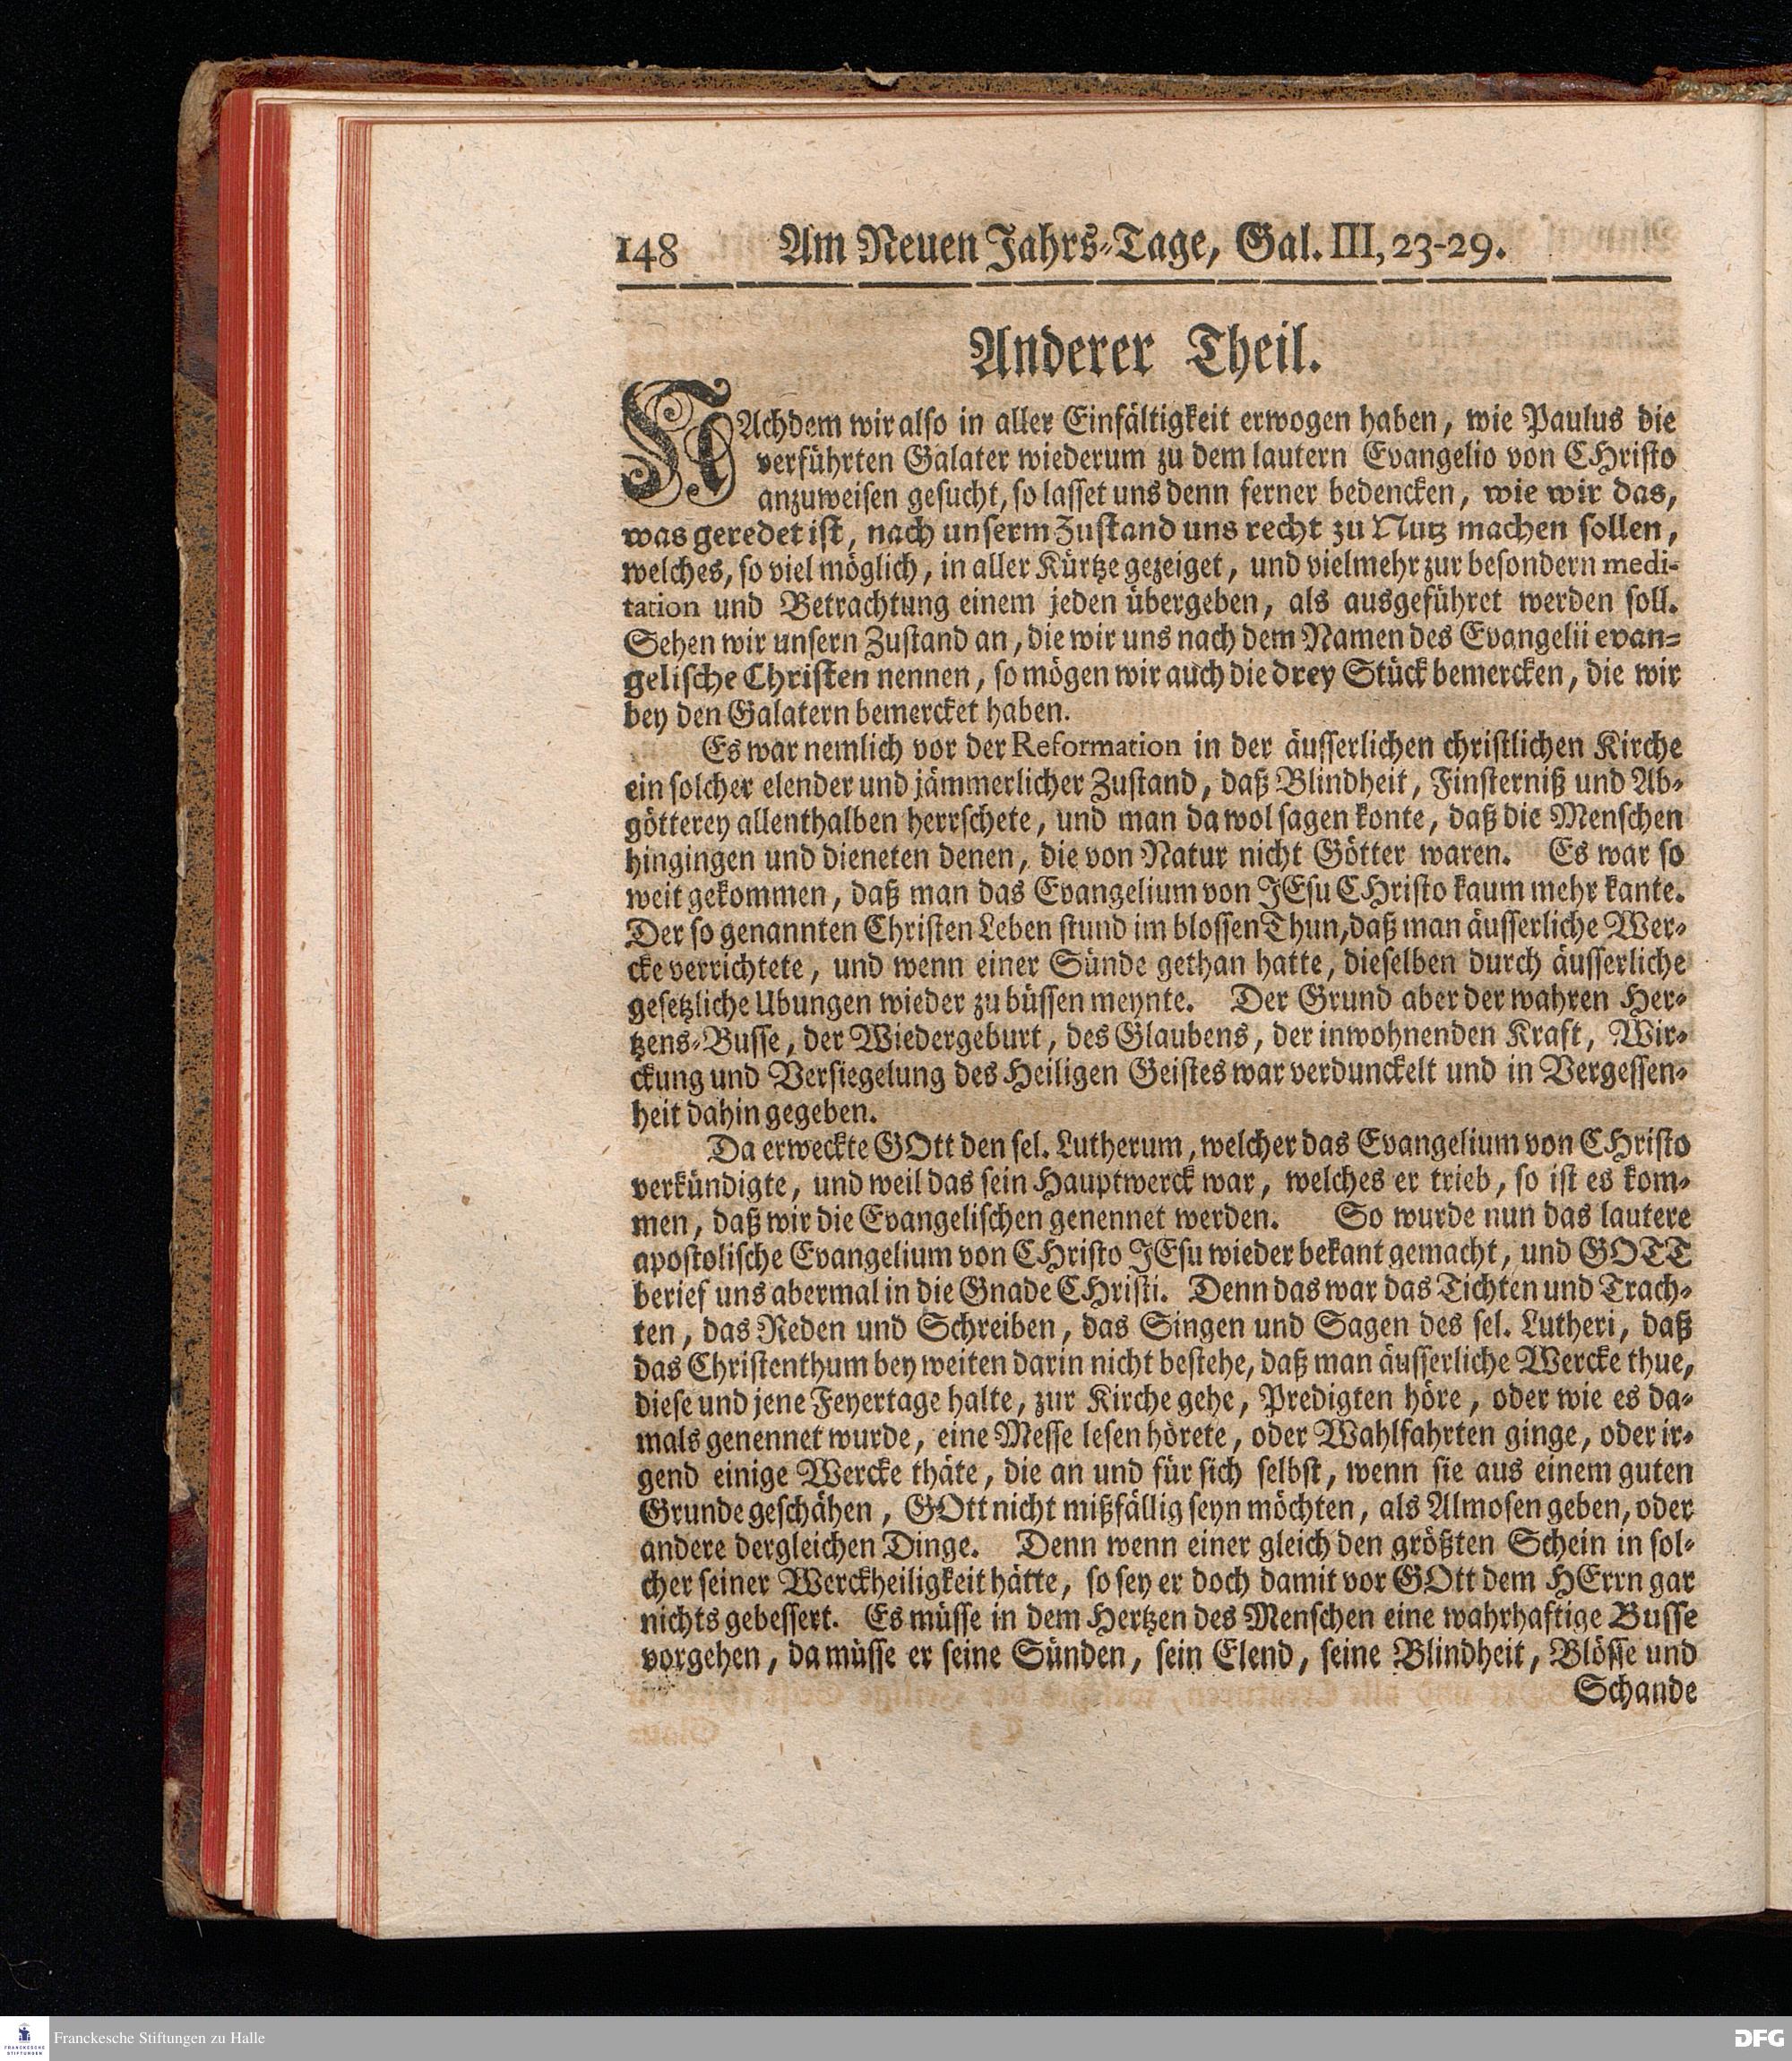 148 Am Neuen Jahrs-Tage, Gal. III, 23-29.
Anderer Theil.
NAchdem wir also in aller Einfältigkeit erwogen haben, wie Paulus die
verführten Galater wiederum zu dem lautern Evangelio von CHristo
anzuweisen gesucht, so lasset uns denn ferner bedencken, wie wir das,
was geredet ist, nach unserm Zustand uns recht zu Nutz machen sollen,
welches, so viel möglich, in aller Kürtze gezeiget, und vielmehr zur besondern medi-
tation und Betrachtung einem jeden übergeben, als ausgeführet werden soll.
Sehen wir unsern Zustand an, die wir uns nach dem Namen des Evangelii evan-
gelische Christen nennen, so mögen wir auch die drey Stück bemercken, die wir
bey den Galatern bemercket haben.
Es war nemlich vor der Reformation in der äusserlichen christlichen Kirche
ein solcher elender und jämmerlicher Zustand, daß Blindheit, Finsterniß und Ab-
götterey allenthalben herrschete, und man da wol sagen konte, daß die Menschen
hingingen und dieneten denen, die von Natur nicht Götter waren. Es war so
weit gekommen, daß man das Evangelium von JEsu CHristo kaum mehr kante.
Der so genannten Christen Leben stund im blossen Thun, daß man äusserliche Wer-
cke verrichtete, und wenn einer Sünde gethan hatte, dieselben durch äusserliche
gesetzliche Ubungen wieder zu büssen meynte. Der Grund aber der wahren Her-
tzens-Busse, der Wiedergeburt, des Glaubens, der inwohnenden Kraft, Wir-
ckung und Versiegelung des Heiligen Geistes war verdunckelt und in Vergessen-
heit dahin gegeben.
Da erweckte GOtt den sel. Lutherum, welcher das Evangelium von CHristo
verkündigte, und weil das sein Hauptwerck war, welches er trieb, so ist es kom-
men, daß wir die Evangelischen genennet werden. So wurde nun das lautere
apostolische Evangelium von CHristo JEsu wieder bekant gemacht, und GOTT
berief uns abermal in die Gnade CHristi. Denn das war das Tichten und Trach-
ten, das Reden und Schreiben, das Singen und Sagen des sel. Lutheri, daß
das Christenthum bey weiten darin nicht bestehe, daß man äusserliche Wercke thue,
diese und jene Feyertage halte, zur Kirche gehe, Predigten höre, oder wie es da-
mals genennet wurde, eine Messe lesen hörete, oder Wahlfahrten ginge, oder ir-
gend einige Wercke thäte, die an und für sich selbst, wenn sie aus einem guten
Grunde geschähen, GOtt nicht mißfällig seyn möchten, als Almosen geben, oder
andere dergleichen Dinge. Denn wenn einer gleich den größten Schein in sol-
cher seiner Werckheiligkeit hätte, so sey er doch damit vor GOtt dem HErrn gar
nichts gebessert. Es müsse in dem Hertzen des Menschen eine wahrhaftige Busse
vorgehen, da müsse er seine Sünden, sein Elend, seine Blindheit, Blösse und
Schande
FRANCKESCHE STIFTUNGEN
Franckesche Stiftungen zu Halle
DFG